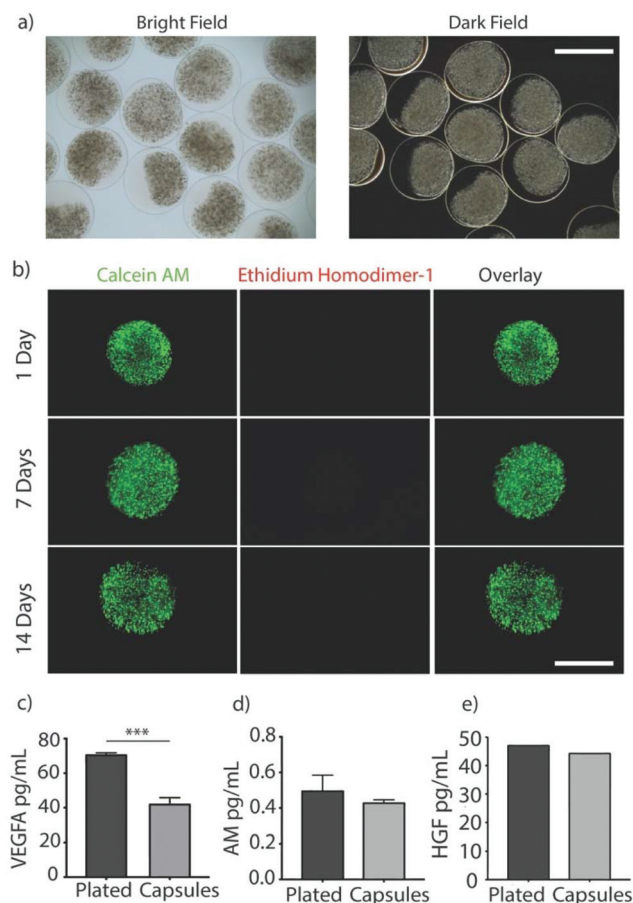 a)
Bright Field
Dark Field
b)
Calcein AM
Ethidium Homodimer-1
Overlay
1 Day
7 Days
14 Days
c)
VEGFA pg/mL
80
60
40
20
0
***
Plated
Capsules
d)
AM pg/mL
0.8
0.6
0.4
0.2
0.0
Plated
Capsules
e)
HGF pg/mL
50
40
30
20
10
0
Plated
Capsules